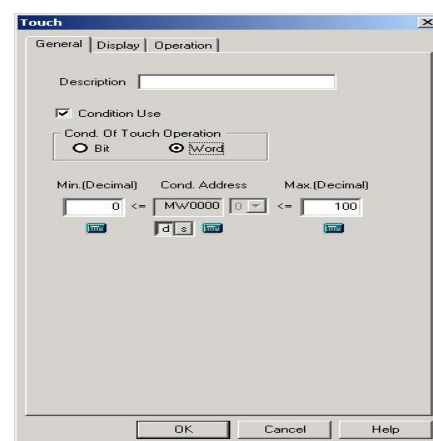 Touch
General Display Operation
Description
Condition Use
Cond. Of Touch Operation
Bit Word
Min.(Decimal) Cond. Address Max.(Decimal)
0 <= MW0000 0 <= 100
d s
OK Cancel Help